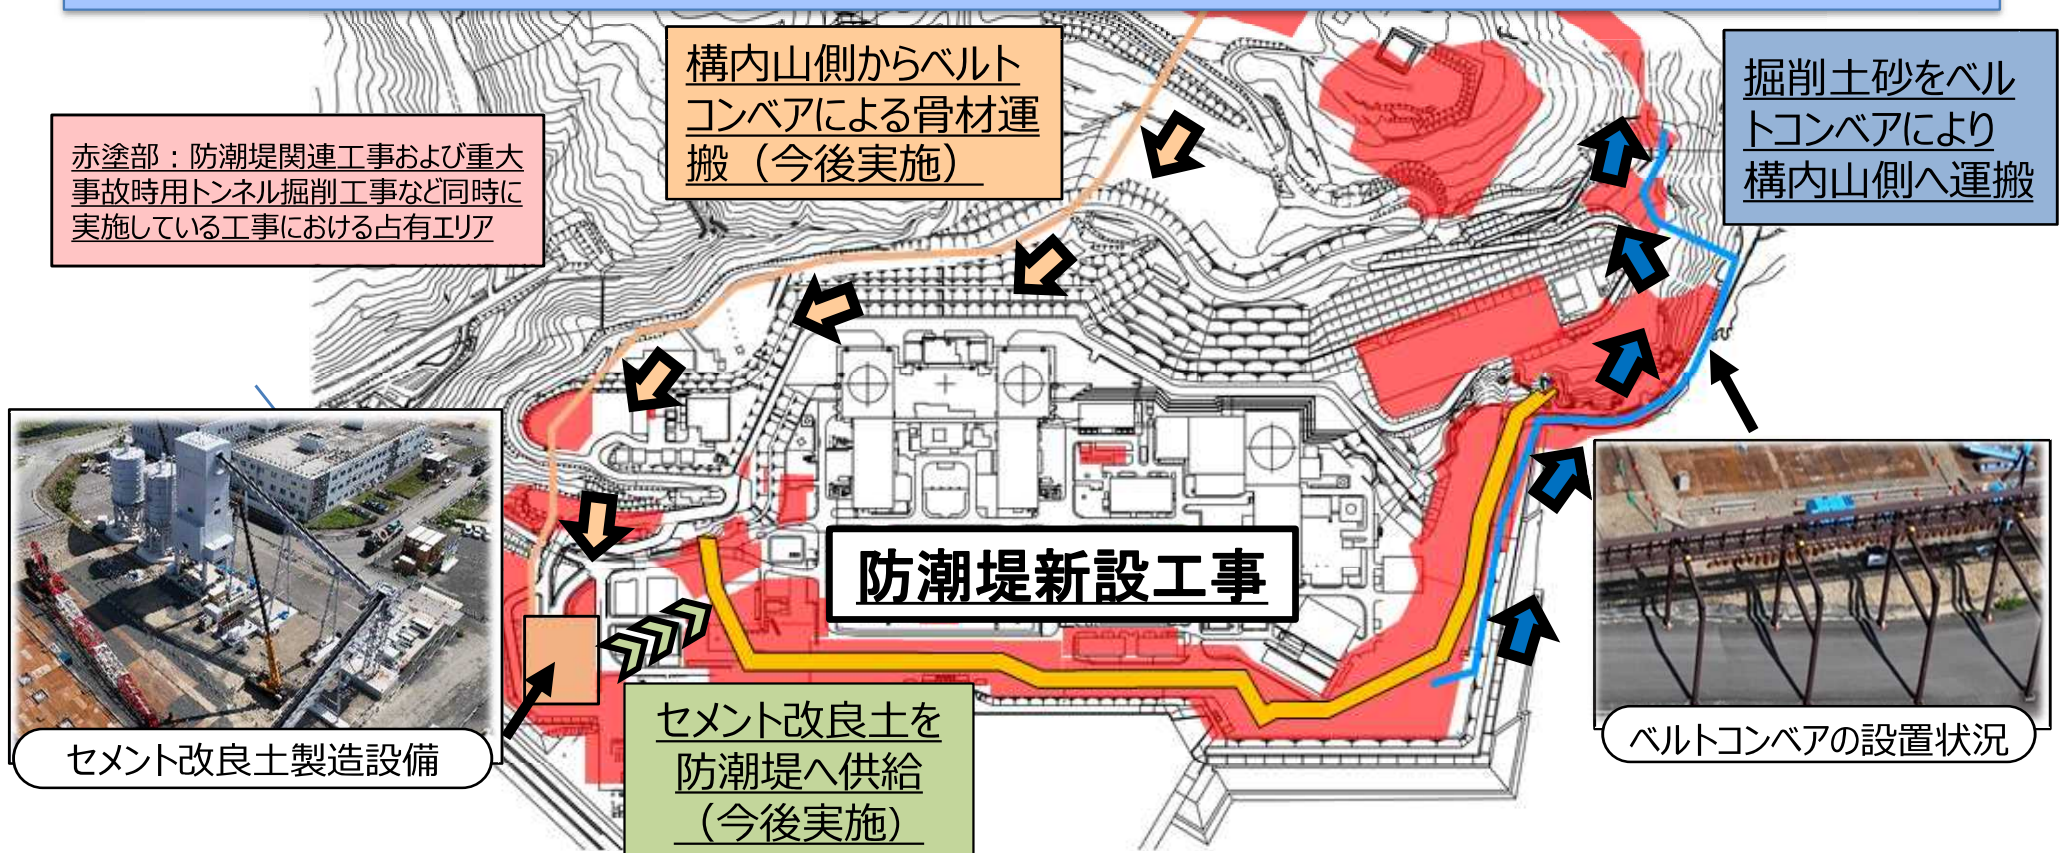 構内山側からベルト
コンベアによる骨材運
搬（今後実施）
掘削土砂をベル
トコンベアにより
構内山側へ運搬
赤塗部：防潮堤関連工事および重大
事故時用トンネル掘削工事など同時に
実施している工事における占有エリア
防潮堤新設工事
セメント改良土を
防潮堤へ供給
（今後実施）
セメント改良土製造設備
ベルトコンベアの設置状況